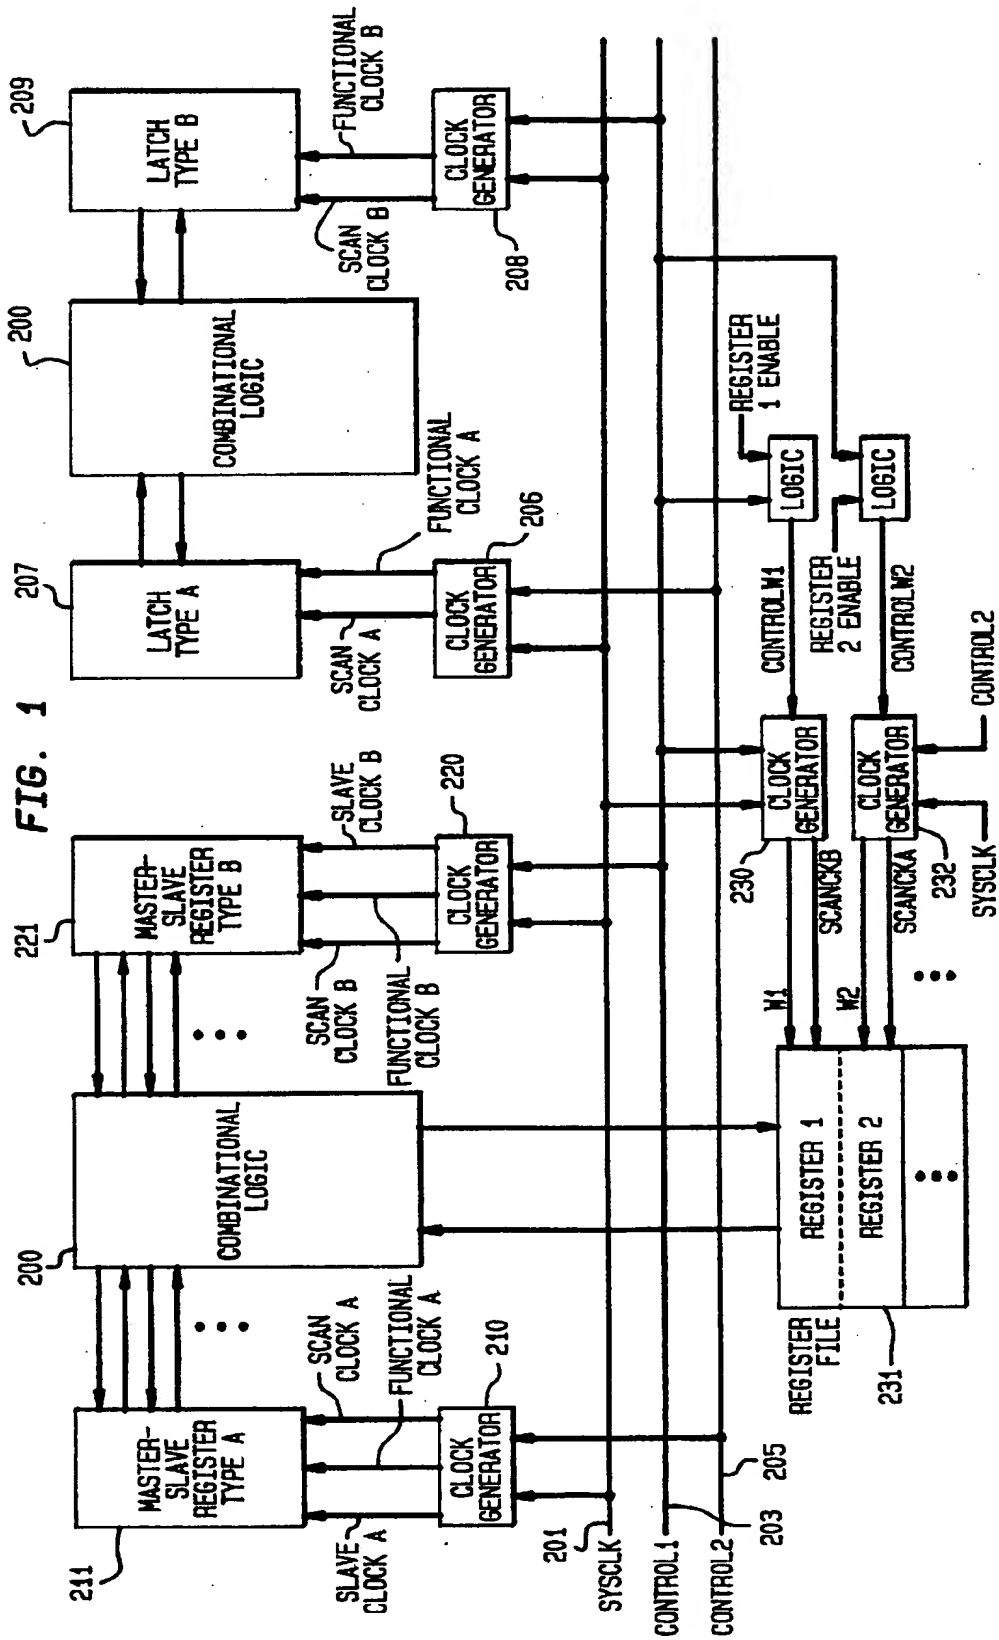 FIG. 1
211
MASTER-
SLAVE
REGISTER
TYPE A
200
COMBINATIONAL
LOGIC
221
MASTER-
SLAVE
REGISTER
TYPE B
207
LATCH
TYPE A
200
COMBINATIONAL
LOGIC
209
LATCH
TYPE B
SLAVE
CLOCK A
FUNCTIONAL
CLOCK A
SCAN
CLOCK A
CLOCK
GENERATOR
210
SCAN
CLOCK B
FUNCTIONAL
CLOCK B
SLAVE
CLOCK B
CLOCK
GENERATOR
220
SCAN
CLOCK A
FUNCTIONAL
CLOCK A
CLOCK
GENERATOR
206
SCAN
CLOCK B
FUNCTIONAL
CLOCK B
CLOCK
GENERATOR
208
201
SYSCLK
CONTROL1
203
CONTROL2
205
REGISTER
FILE
231
REGISTER 1
REGISTER 2
W1
SCANCKB
W2
SCANCKA
230
CLOCK
GENERATOR
232
CLOCK
GENERATOR
SYSCLK
CONTROL2
CONTROLW1
CONTROLW2
REGISTER
2 ENABLE
LOGIC
LOGIC
REGISTER
1 ENABLE